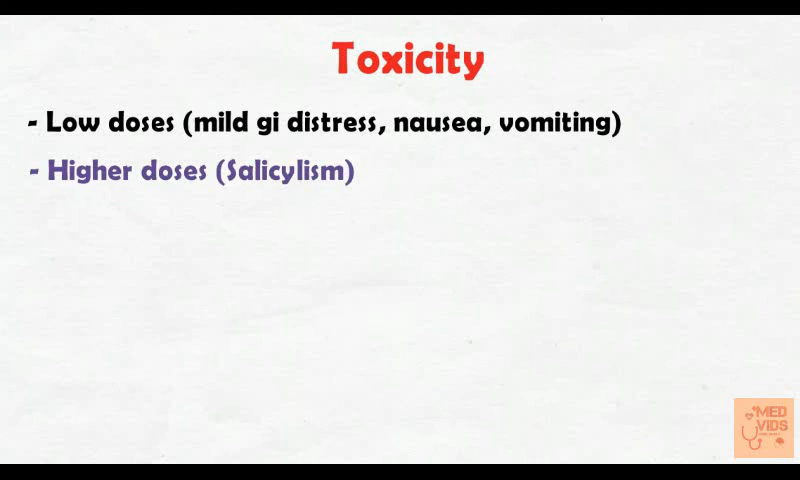 Toxicity
- Low doses (mild gi distress, nausea, vomiting)
- Higher doses (Salicylism)
MED
VIDS